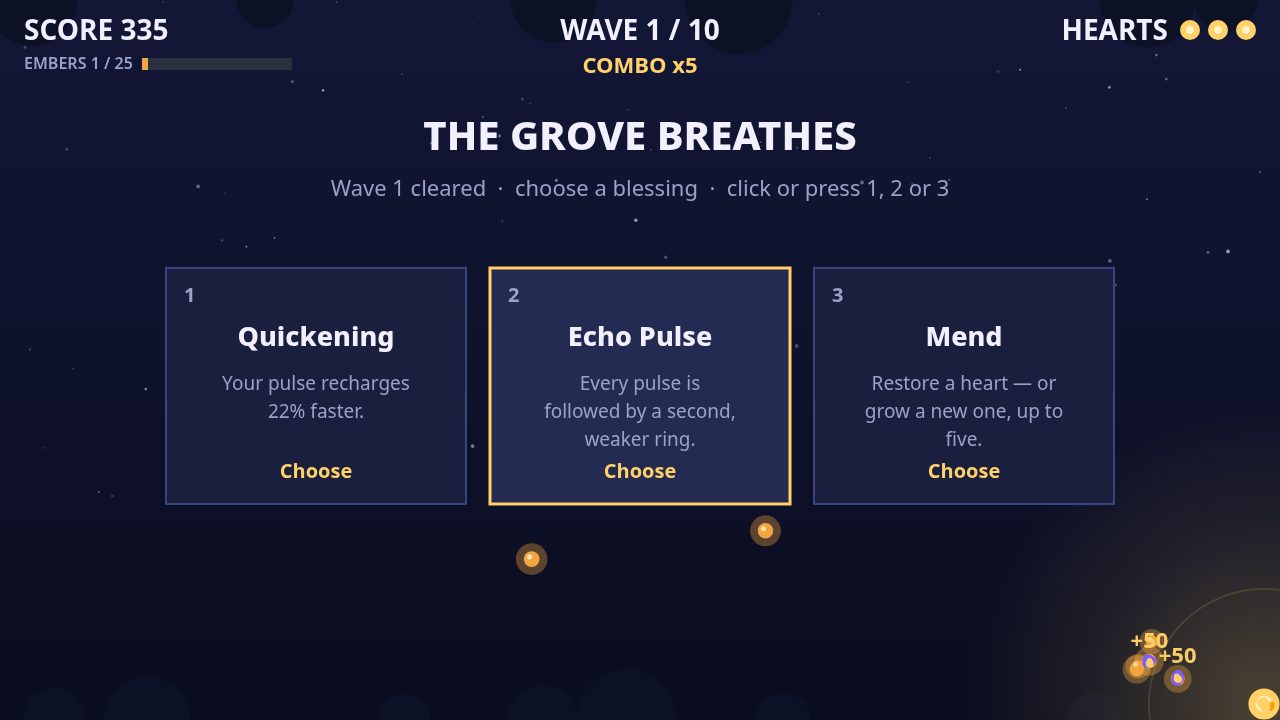 SCORE 335
WAVE 1 / 10
HEARTS
EMBERS 1 / 25
COMBO x5
THE GROVE BREATHES
Wave 1 cleared · choose a blessing · click or press 1, 2 or 3
1
Quickening
Your pulse recharges
22% faster.
Choose
2
Echo Pulse
Every pulse is
followed by a second,
weaker ring.
Choose
3
Mend
Restore a heart — or
grow a new one, up to
five.
Choose
+50